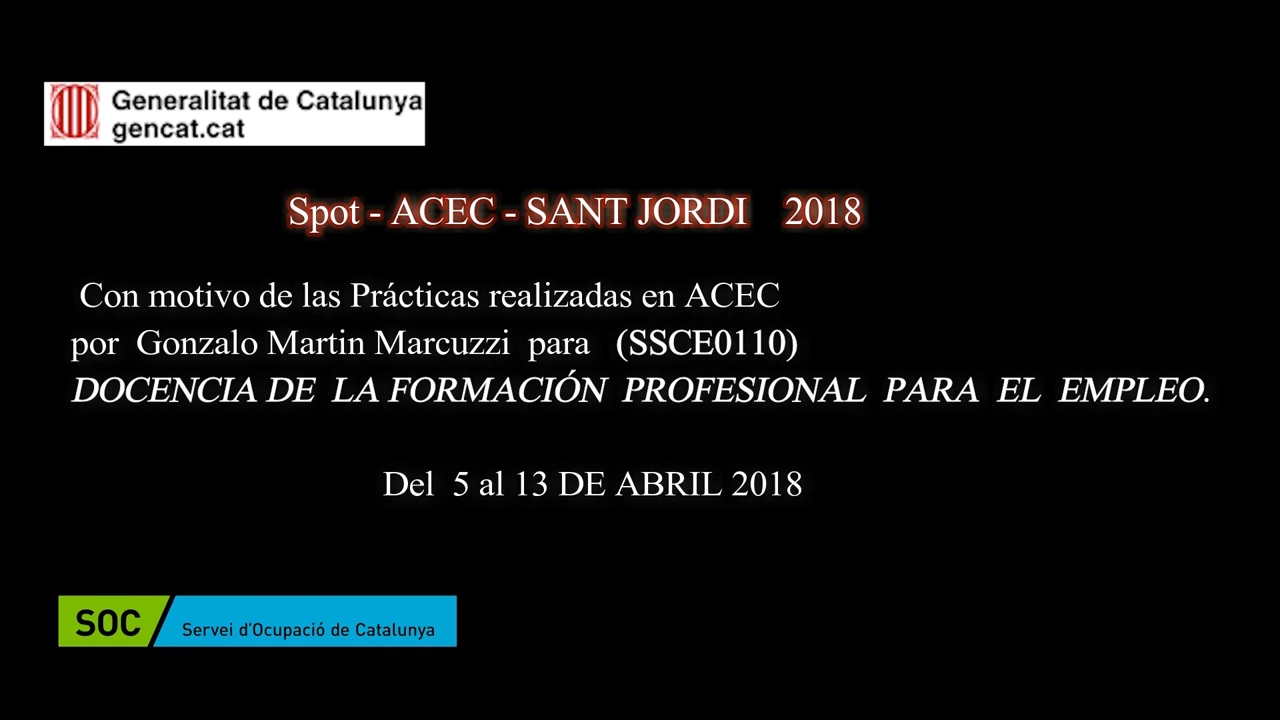 Generalitat de Catalunya
gencat.cat
Spot - ACEC - SANT JORDI 2018
Con motivo de las Prácticas realizadas en ACEC
por Gonzalo Martin Marcuzzi para (SSCE0110)
DOCENCIA DE LA FORMACIÓN PROFESIONAL PARA EL EMPLEO.
Del 5 al 13 DE ABRIL 2018
SOC Servei d'Ocupació de Catalunya